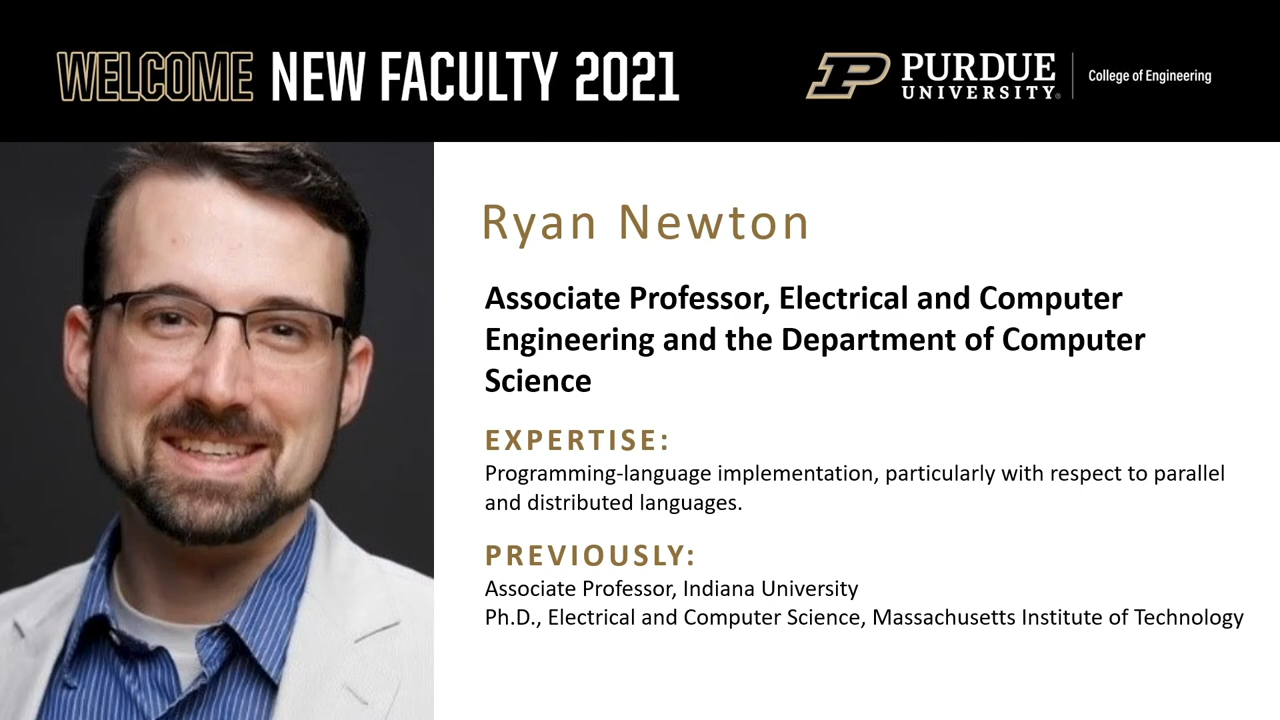 WELCOME NEW FACULTY 2021
P PURDUE UNIVERSITY® College of Engineering
Ryan Newton
Associate Professor, Electrical and Computer
Engineering and the Department of Computer
Science
EXPERTISE:
Programming-language implementation, particularly with respect to parallel
and distributed languages.
PREVIOUSLY:
Associate Professor, Indiana University
Ph.D., Electrical and Computer Science, Massachusetts Institute of Technology